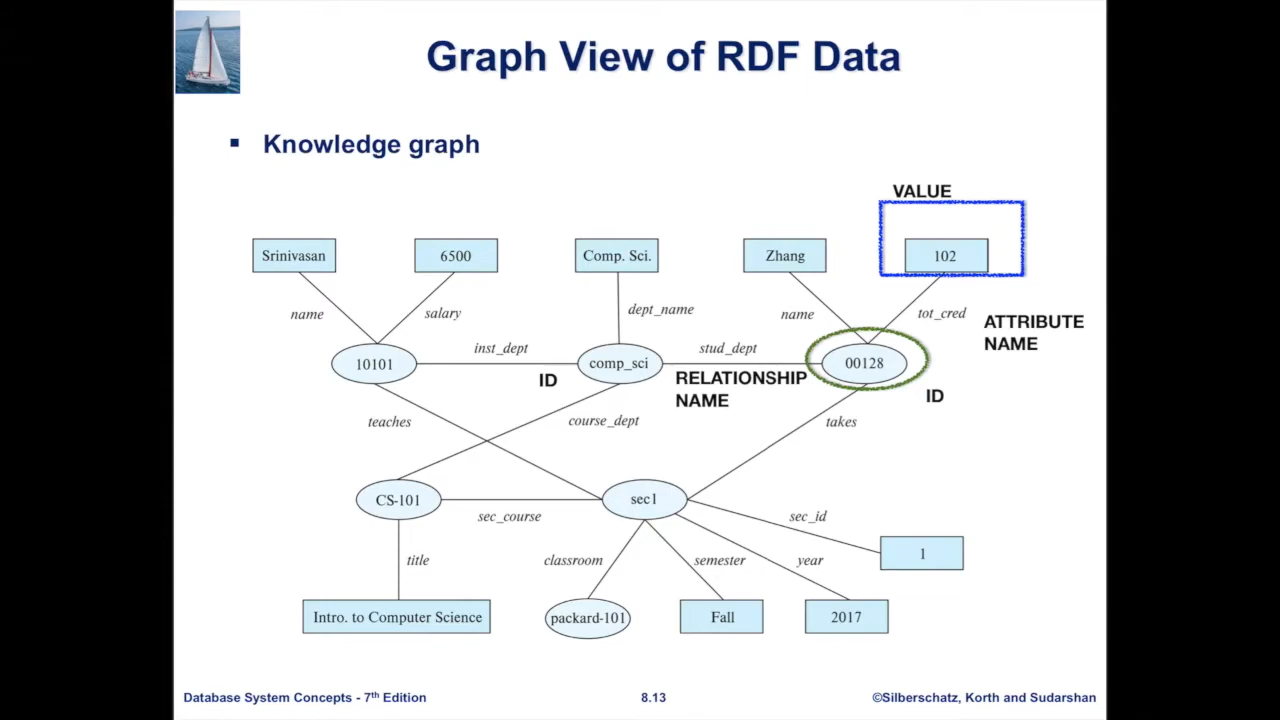 Graph View of RDF Data
Knowledge graph
VALUE
Srinivasan
6500
Comp. Sci.
Zhang
102
name
salary
dept_name
name
tot_cred
ATTRIBUTE
NAME
10101
inst_dept
comp_sci
stud_dept
00128
ID
RELATIONSHIP
NAME
ID
teaches
course_dept
takes
CS-101
sec_course
sec1
sec_id
title
classroom
semester
year
1
Intro. to Computer Science
packard-101
Fall
2017
Database System Concepts - 7th Edition
8.13
©Silberschatz, Korth and Sudarshan